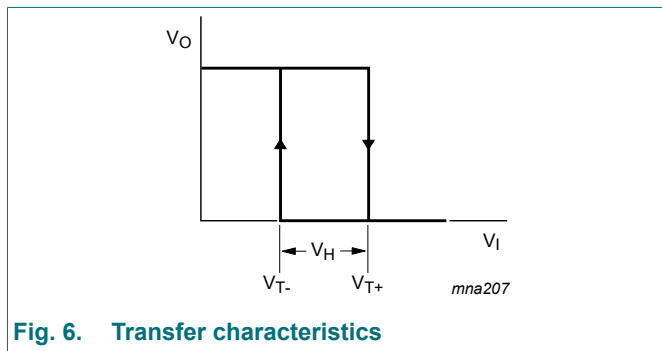 VO
VH
VI
VT-
VT+
mna207
Fig. 6. Transfer characteristics